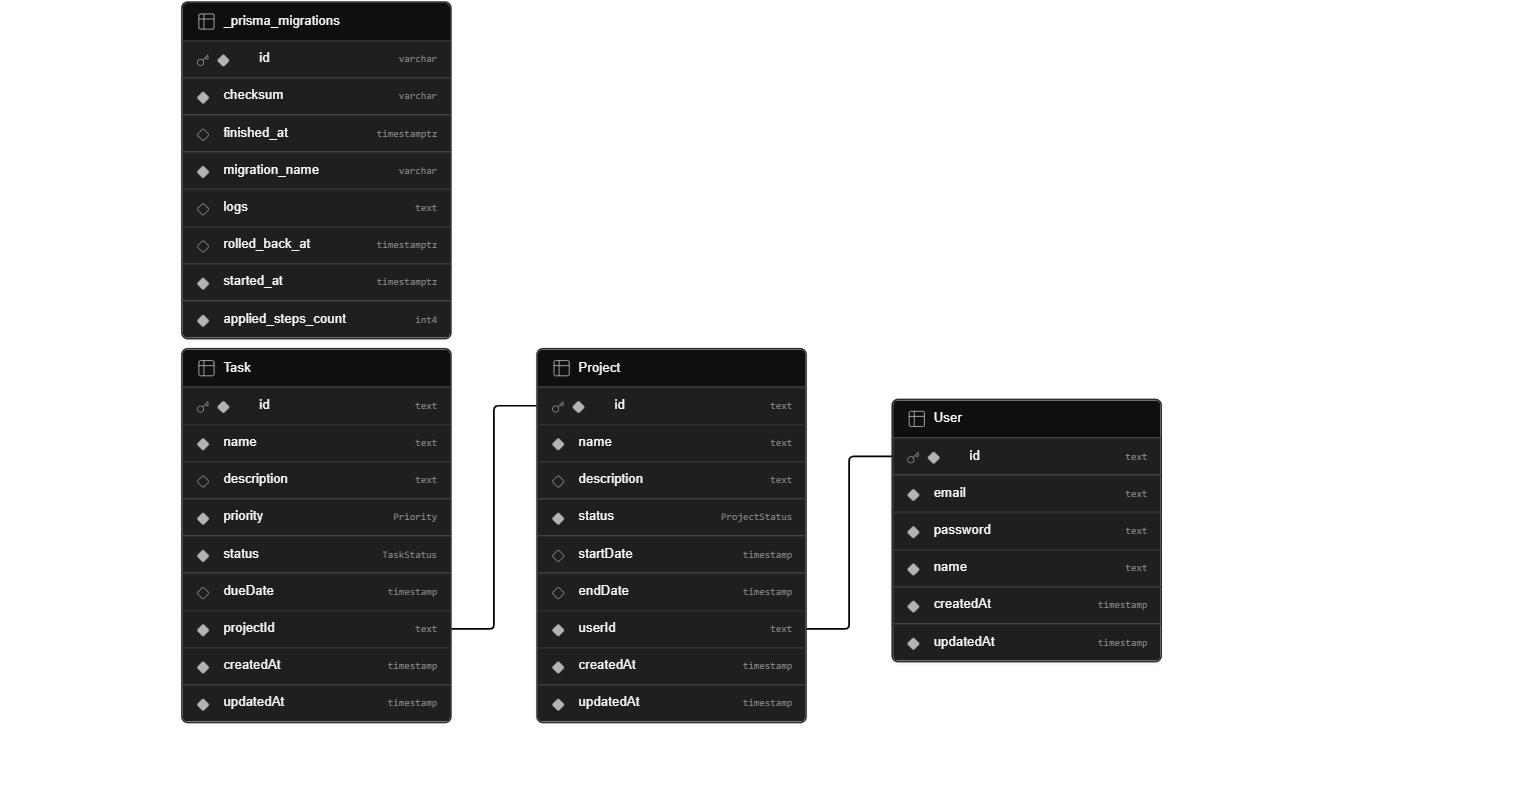 _prisma_migrations
id varchar
checksum varchar
finished_at timestamptz
migration_name varchar
logs text
rolled_back_at timestamptz
started_at timestamptz
applied_steps_count int4
Task
id text
name text
description text
priority Priority
status TaskStatus
dueDate timestamp
projectId text
createdAt timestamp
updatedAt timestamp
Project
id text
name text
description text
status ProjectStatus
startDate timestamp
endDate timestamp
userId text
createdAt timestamp
updatedAt timestamp
User
id text
email text
password text
name text
createdAt timestamp
updatedAt timestamp